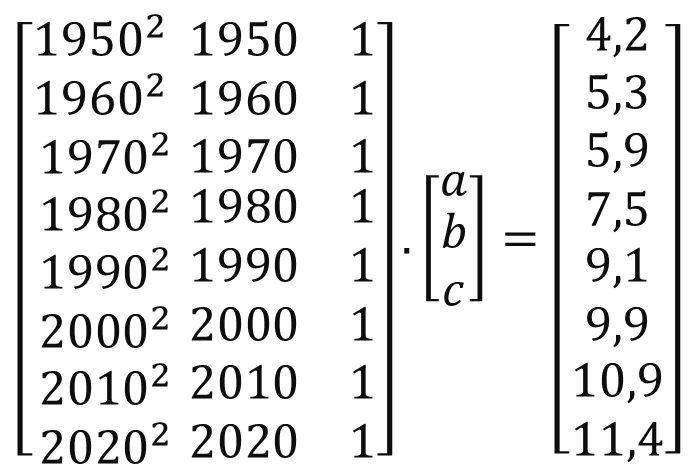 1950² 1950 1 4,2
1960² 1960 1 5,3
1970² 1970 1 5,9
1980² 1980 1 a 7,5
1990² 1990 1 · b = 9,1
2000² 2000 1 c 9,9
2010² 2010 1 10,9
2020² 2020 1 11,4